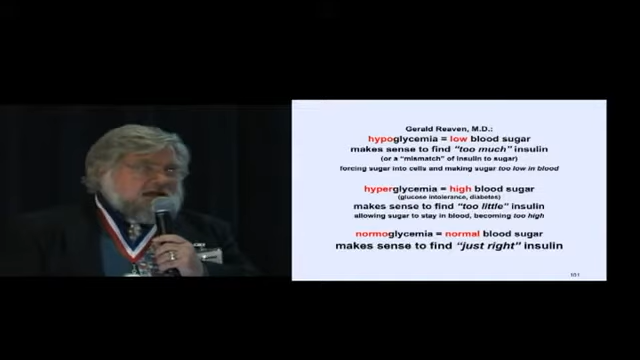 Gerald Reaven, M.D.:
hypoglycemia = low blood sugar
makes sense to find "too much" insulin
(or a "mismatch" of insulin to sugar)
forcing sugar into cells and making sugar too low in blood
hyperglycemia = high blood sugar
(glucose intolerance, diabetes)
makes sense to find "too little" insulin
allowing sugar to stay in blood, becoming too high
normoglycemia = normal blood sugar
makes sense to find "just right" insulin